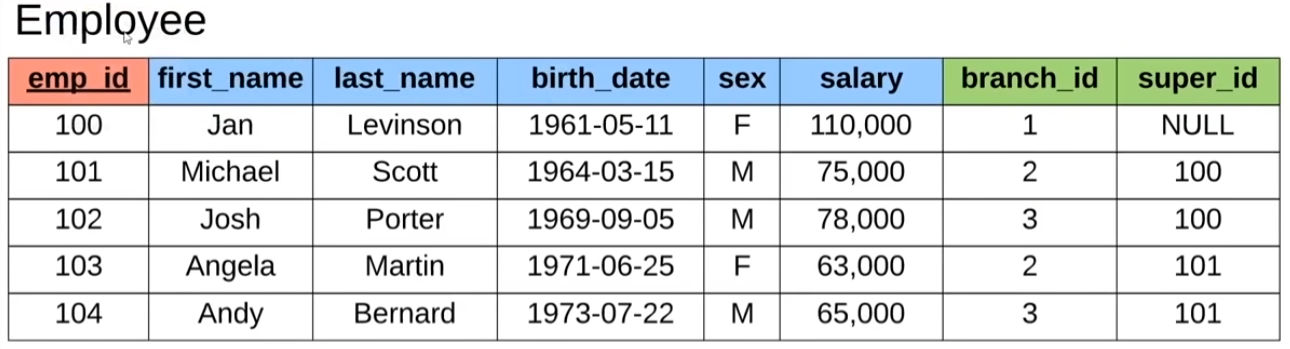 Employee
emp_id first_name last_name birth_date sex salary branch_id super_id
100 Jan Levinson 1961-05-11 F 110,000 1 NULL
101 Michael Scott 1964-03-15 M 75,000 2 100
102 Josh Porter 1969-09-05 M 78,000 3 100
103 Angela Martin 1971-06-25 F 63,000 2 101
104 Andy Bernard 1973-07-22 M 65,000 3 101